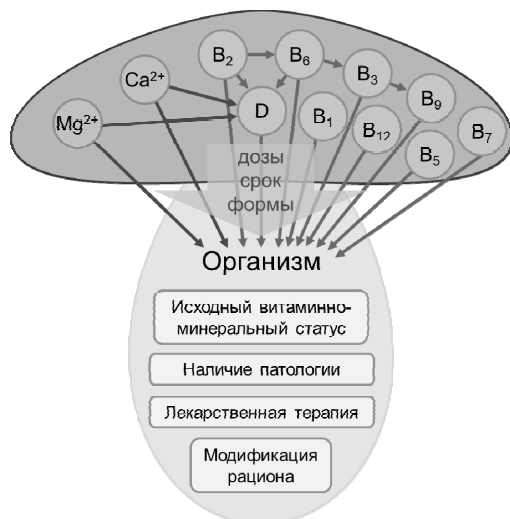 B2
B6
B3
B9
Ca²⁺
D
B1
B12
B7
Mg²⁺
B5
дозы
срок
формы
Организм
Исходный витаминно-
минеральный статус
Наличие патологии
Лекарственная терапия
Модификация
рациона